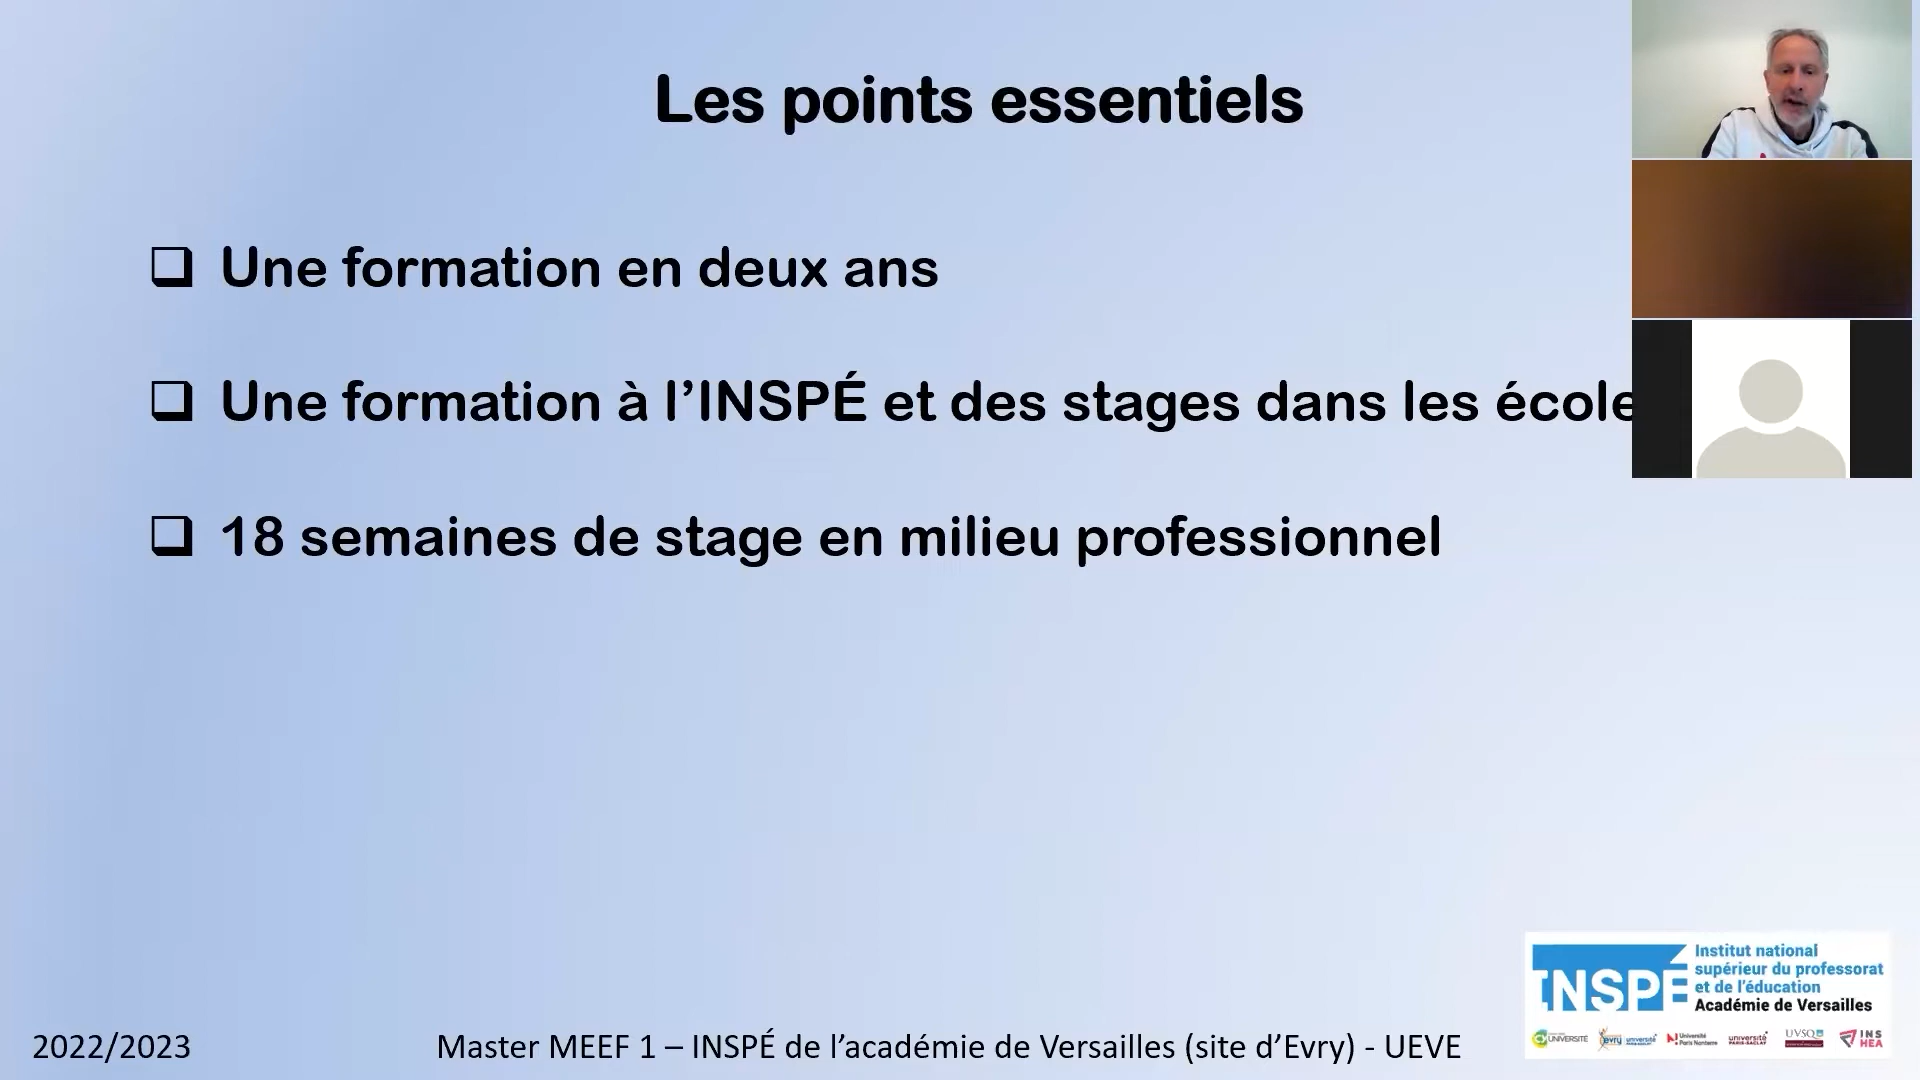 Les points essentiels
Une formation en deux ans
Une formation à l’INSPÉ et des stages dans les école
18 semaines de stage en milieu professionnel
INSPÉ
Institut national
supérieur du professorat
et de l'éducation
Académie de Versailles
UNIVERSITÉ
evry université PARIS-SACLAY
Université Paris Nanterre
université PARIS-SACLAY
UVSQ
INS HEA
2022/2023
Master MEEF 1 – INSPÉ de l’académie de Versailles (site d’Evry) - UEVE